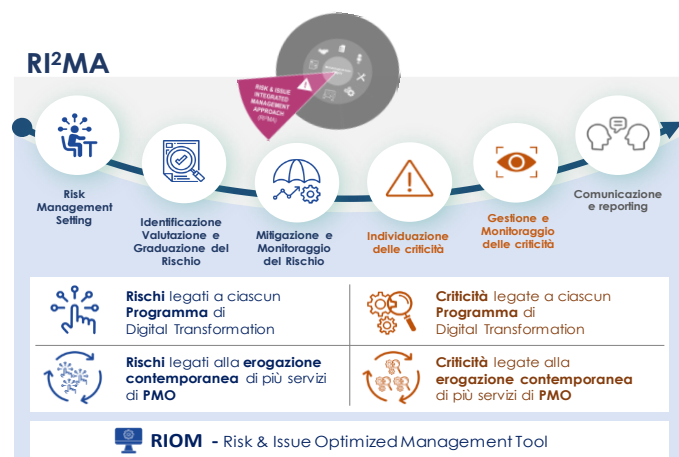 RI²MA
RISK & ISSUE
INTEGRATED
MANAGEMENT
APPROACH
(RI²MA)
Risk
Management
Setting
Identificazione
Valutazione e
Graduazione del
Rischio
Mitigazione e
Monitoraggio
del Rischio
Individuazione
delle criticità
Gestione e
Monitoraggio
delle criticità
Comunicazione
e reporting
Rischi legati a ciascun
Programma di
Digital Transformation
Criticità legate a ciascun
Programma di
Digital Transformation
Rischi legati alla erogazione
contemporanea di più servizi
di PMO
Criticità legate alla
erogazione contemporanea
di più servizi di PMO
RIOM - Risk & Issue Optimized Management Tool